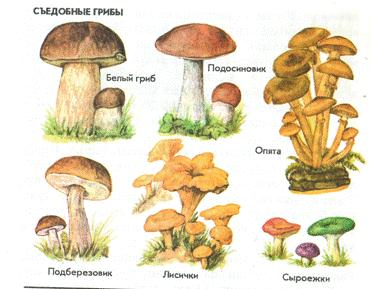 СЪЕДОБНЫЕ ГРИБЫ
Белый гриб
Подосиновик
Опята
Подберезовик
Лисички
Сыроежки